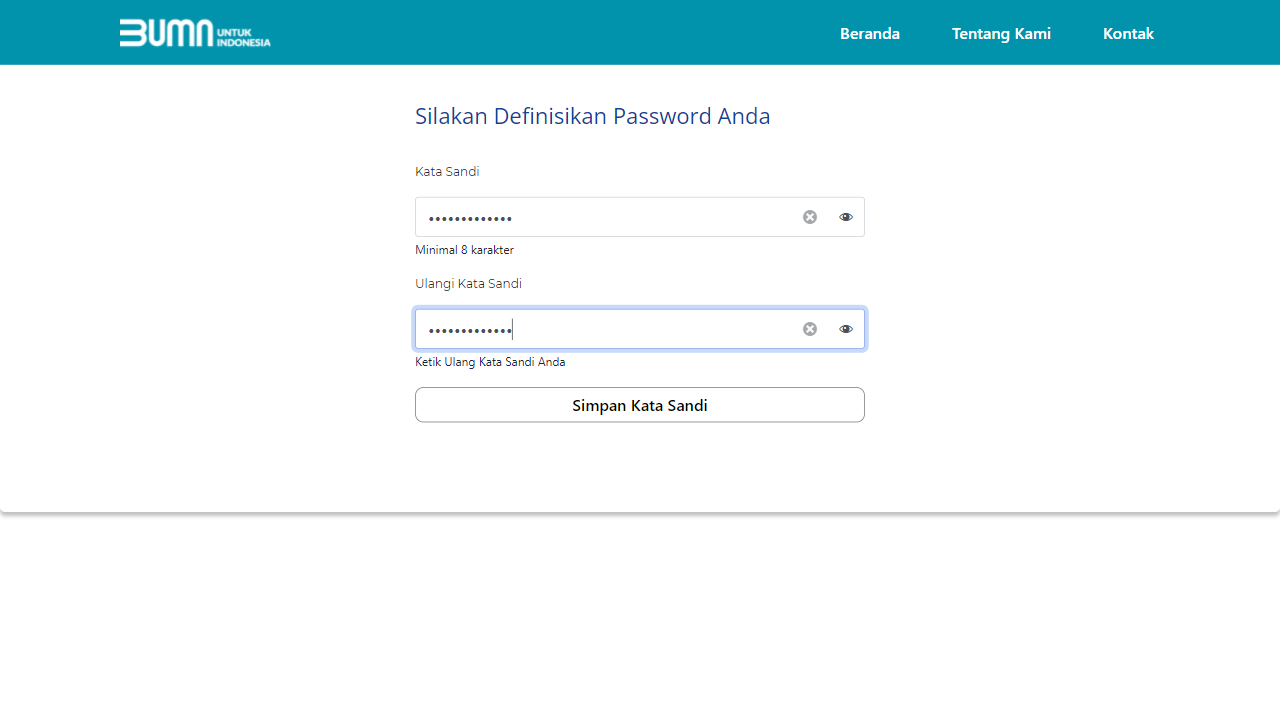 BUMN UNTUK
INDONESIA
Beranda
Tentang Kami
Kontak
Silakan Definisikan Password Anda
Kata Sandi
•••••••••••••
Minimal 8 karakter
Ulangi Kata Sandi
•••••••••••••
Ketik Ulang Kata Sandi Anda
Simpan Kata Sandi